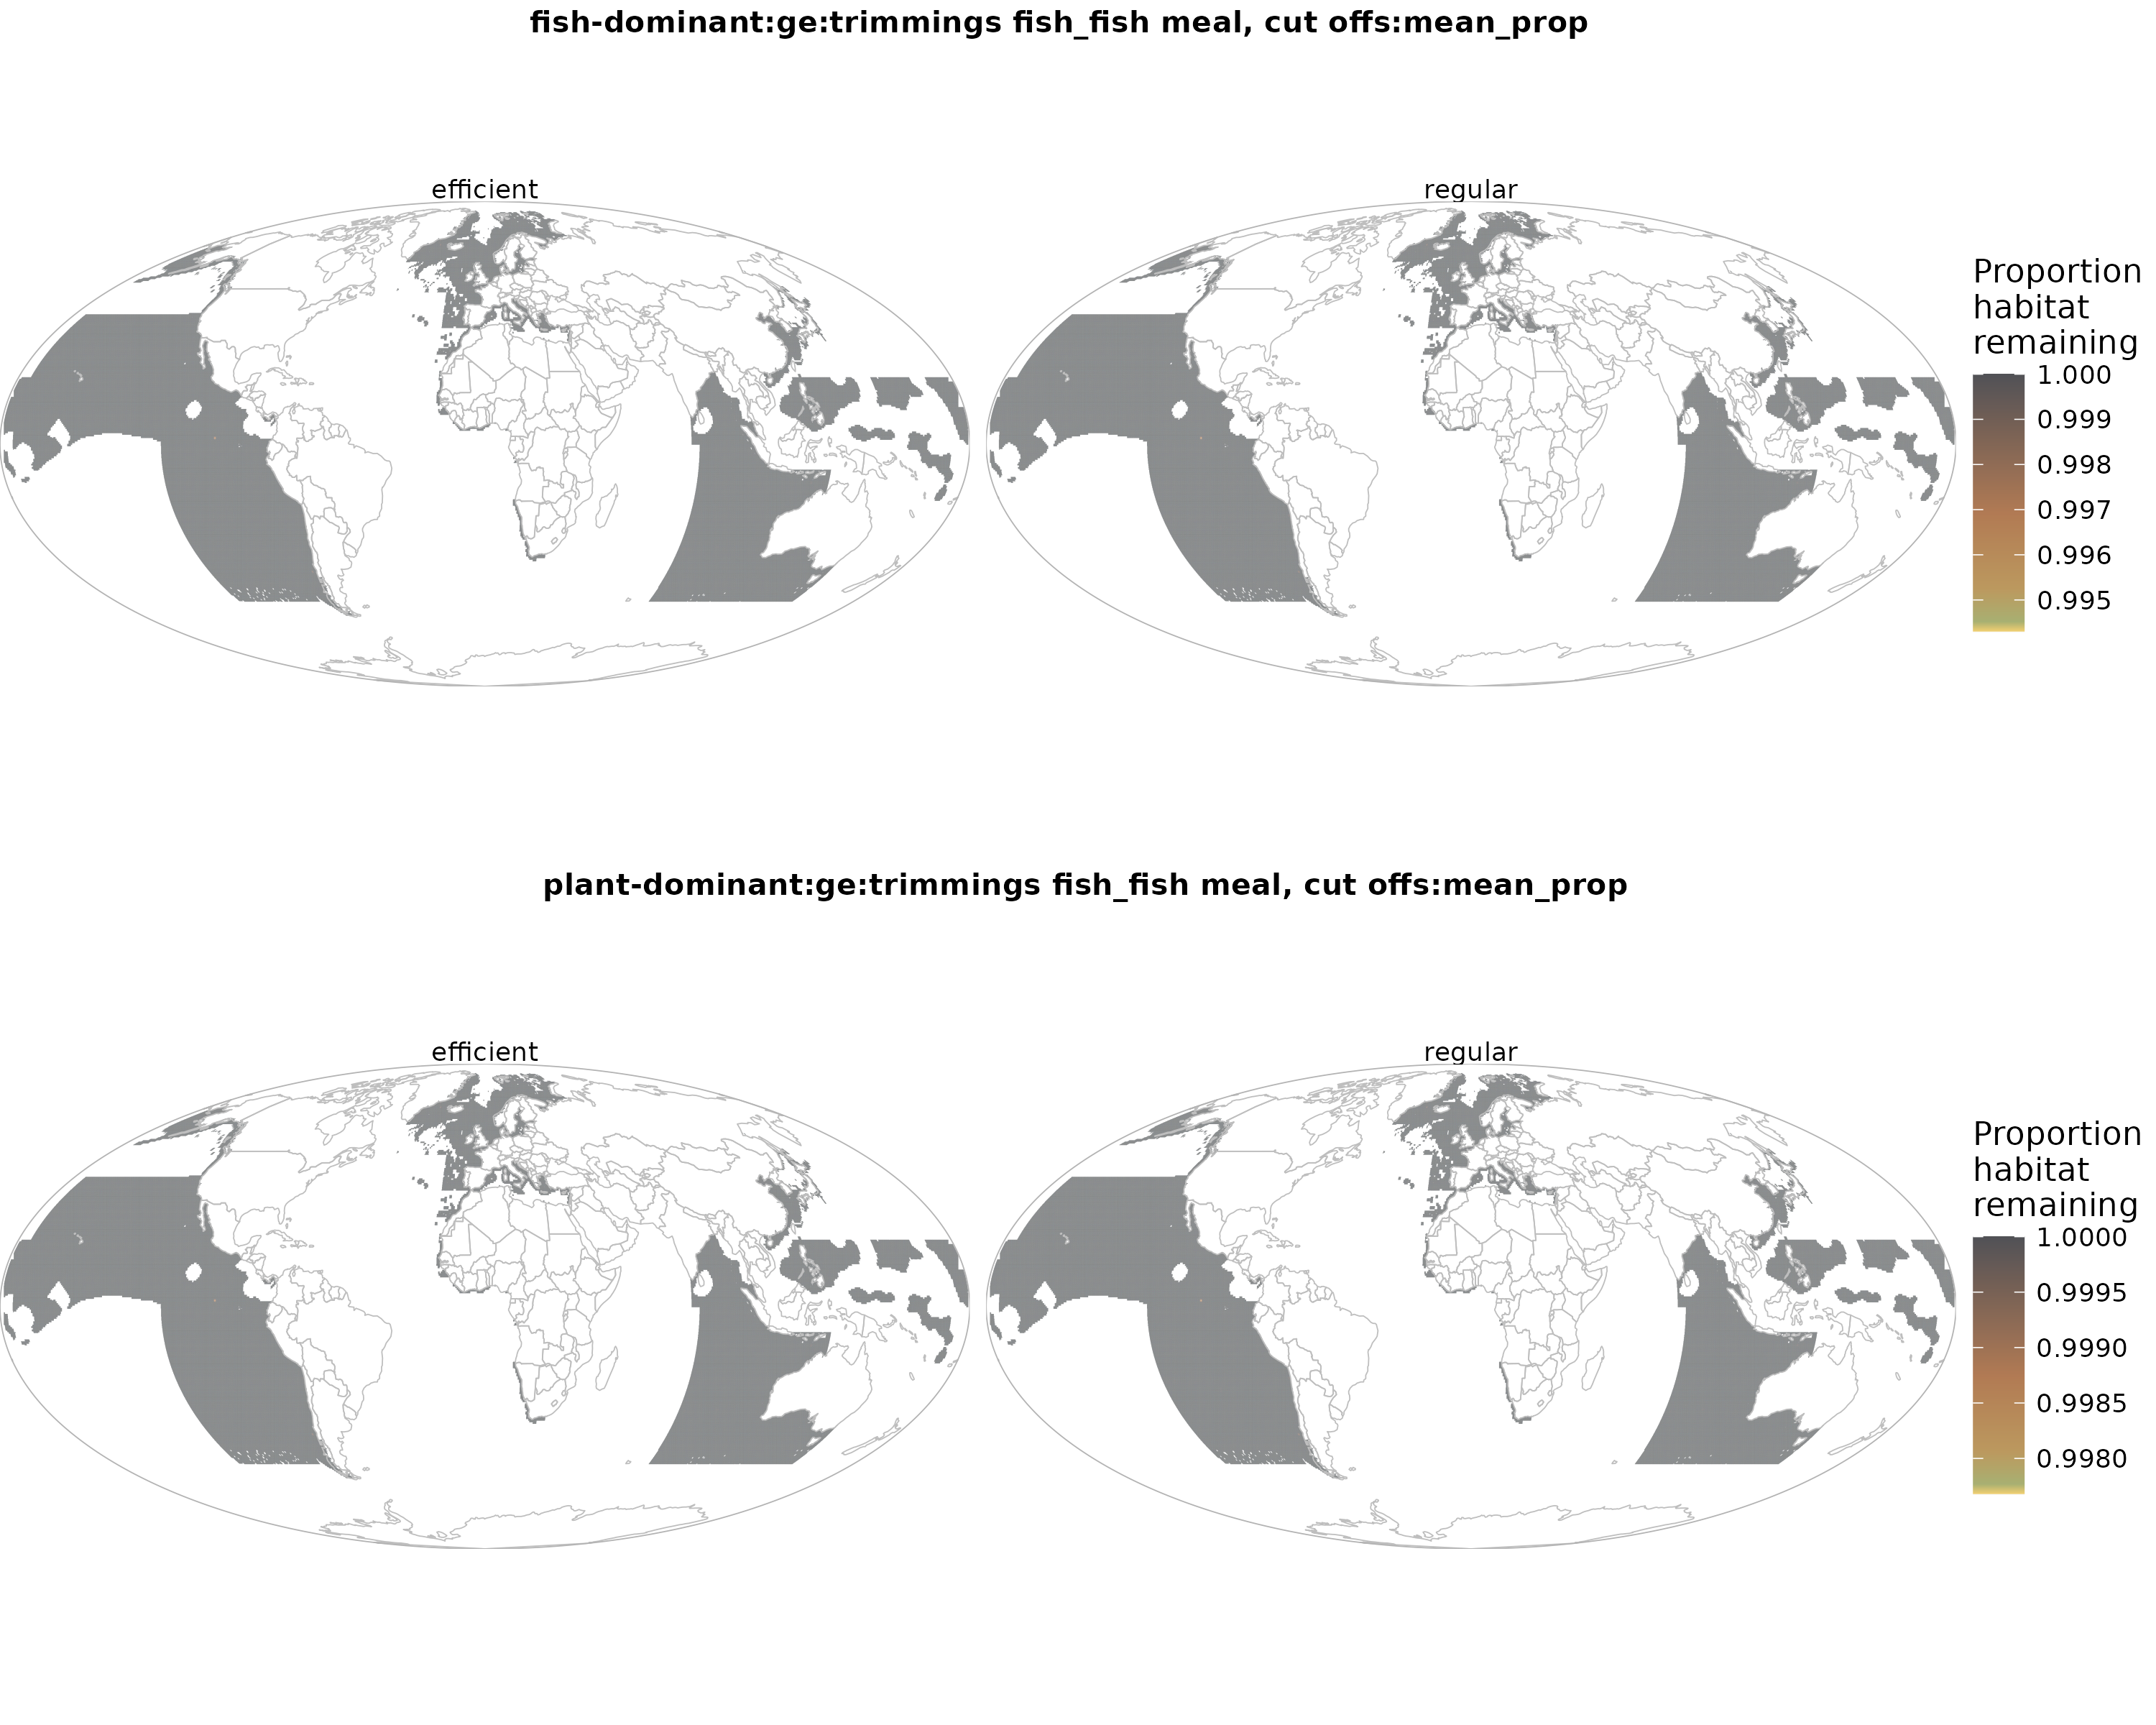 fish-dominant:ge:trimmings fish_fish meal, cut offs:mean_prop
efficient
regular
Proportion
habitat
remaining
1.000
0.999
0.998
0.997
0.996
0.995
plant-dominant:ge:trimmings fish_fish meal, cut offs:mean_prop
efficient
regular
Proportion
habitat
remaining
1.0000
0.9995
0.9990
0.9985
0.9980